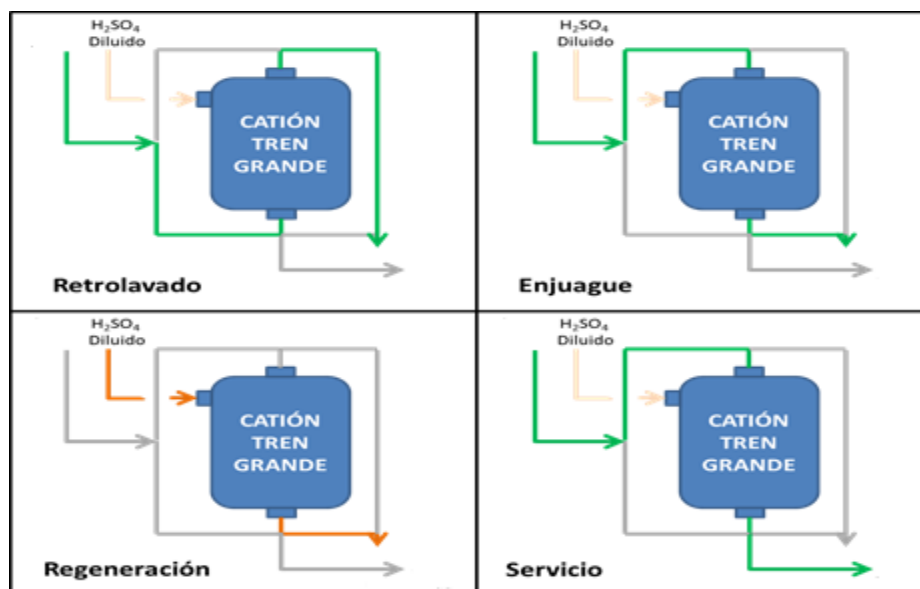 H₂SO₄
Diluido
CATIÓN
TREN
GRANDE
Retrolavado
H₂SO₄
Diluido
CATIÓN
TREN
GRANDE
Enjuague
H₂SO₄
Diluido
CATIÓN
TREN
GRANDE
Regeneración
H₂SO₄
Diluido
CATIÓN
TREN
GRANDE
Servicio